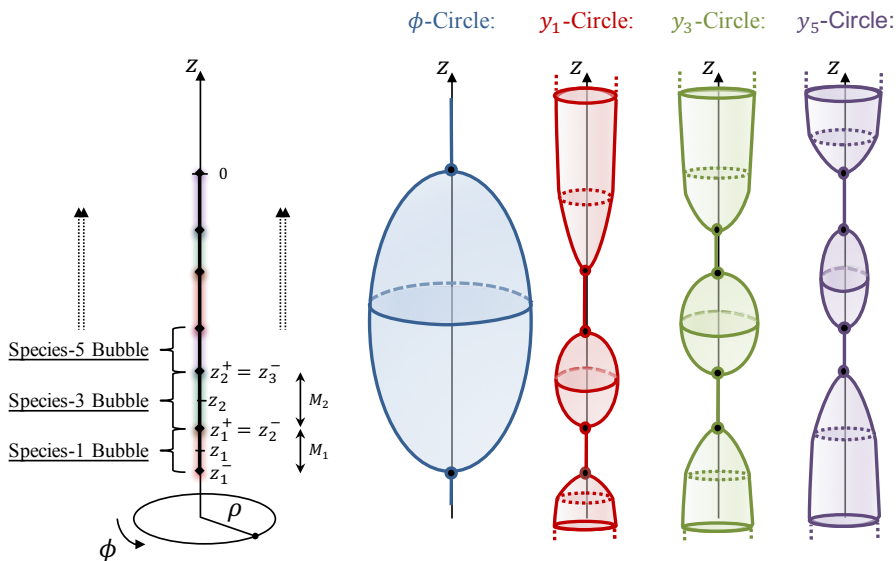 ϕ-Circle: y₁-Circle: y₃-Circle: y₅-Circle:
z z z z z
0
Species-5 Bubble
z₂⁺ = z₃⁻
Species-3 Bubble z₂ M₂
z₁⁺ = z₂⁻
Species-1 Bubble z₁ M₁
z₁⁻
ρ
ϕ